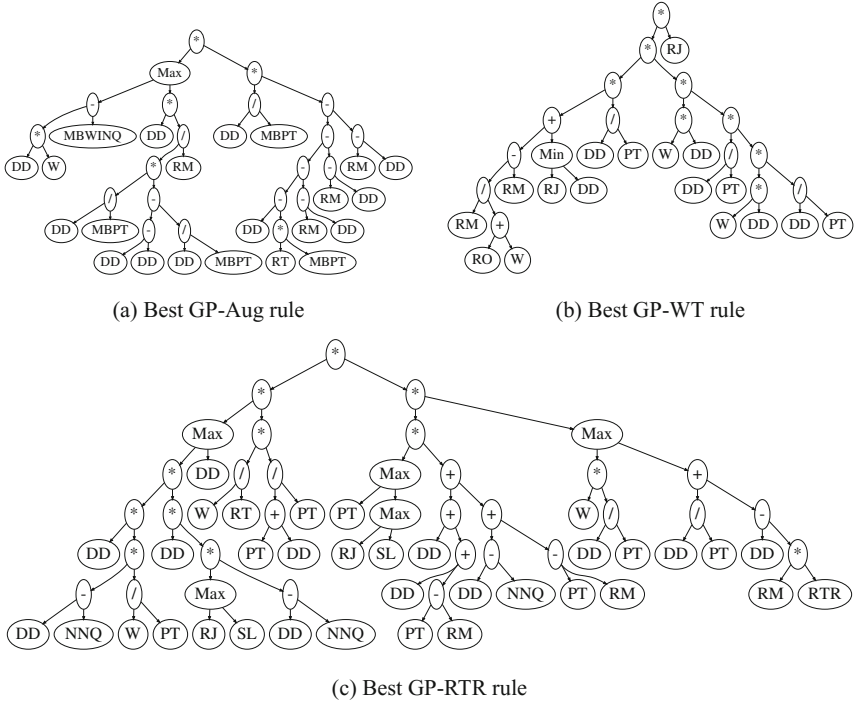 *
Max *
- * / -
* MBWINQ DD / DD MBPT - -
DD W * RM - - RM DD
/ - - - RM DD
DD MBPT - / DD * RM DD
DD DD DD MBPT RT MBPT
(a) Best GP-Aug rule
*
* RJ
* *
+ / * *
- Min DD PT W DD / *
/ RM RJ DD DD PT * /
RM + W DD DD PT
RO W
(b) Best GP-WT rule
*
* *
Max * * Max
* DD / / Max + * +
* * W RT + PT PT Max + + W / / -
DD * DD * PT DD RJ SL DD + - - DD PT DD PT DD *
- / Max - DD - DD NNQ PT RM RM RTR
DD NNQ W PT RJ SL DD NNQ PT RM
(c) Best GP-RTR rule